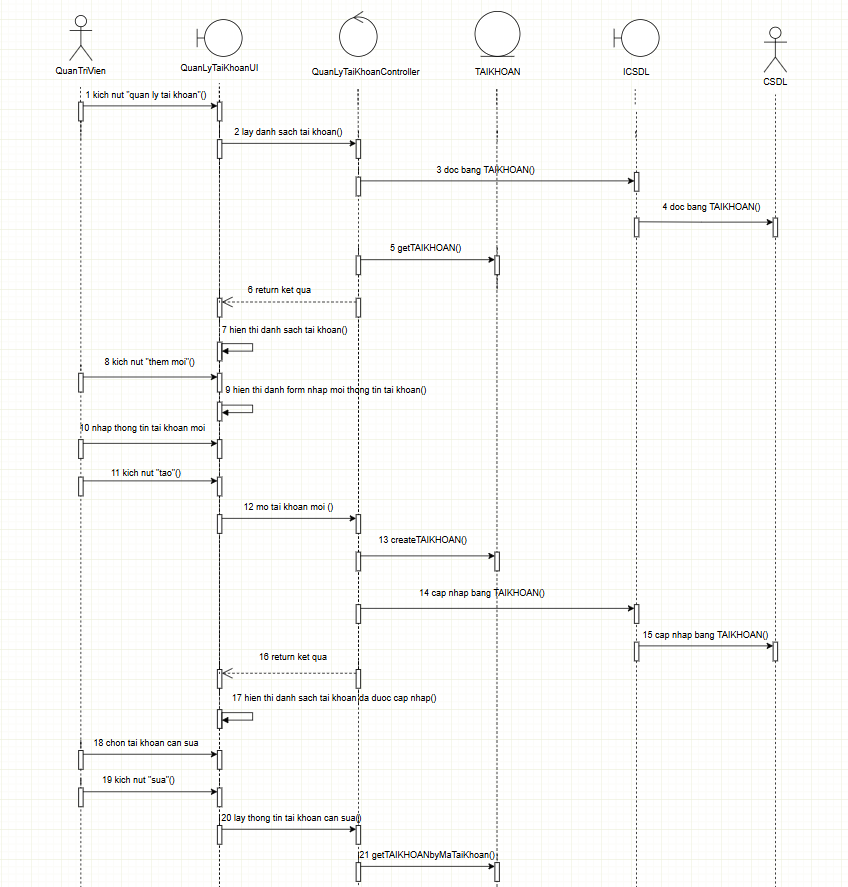 QuanTriVien
QuanLyTaiKhoanUI
QuanLyTaiKhoanController
TAIKHOAN
ICSDL
CSDL
1 kich nut "quan ly tai khoan"()
2 lay danh sach tai khoan()
3 doc bang TAIKHOAN()
4 doc bang TAIKHOAN()
5 getTAIKHOAN()
6 return ket qua
7 hien thi danh sach tai khoan()
8 kich nut "them moi"()
9 hien thi danh form nhap moi thong tin tai khoan()
10 nhap thong tin tai khoan moi
11 kich nut "tao"()
12 mo tai khoan moi ()
13 createTAIKHOAN()
14 cap nhap bang TAIKHOAN()
15 cap nhap bang TAIKHOAN()
16 return ket qua
17 hien thi danh sach tai khoan da duoc cap nhap()
18 chon tai khoan can sua
19 kich nut "sua"()
20 lay thong tin tai khoan can sua()
21 getTAIKHOANbyMaTaiKhoan()